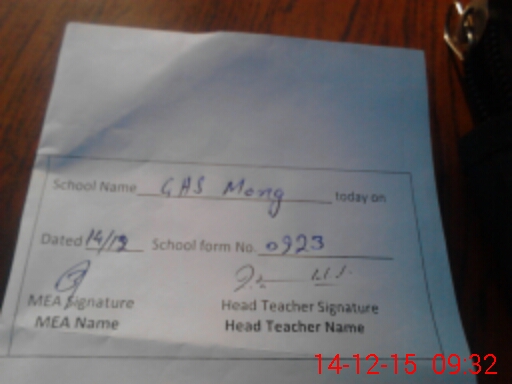 School Name GHS Mong today on
Dated 14/12 School form No. 0923
MEA Signature Head Teacher Signature
MEA Name Head Teacher Name
14-12-15 09:32